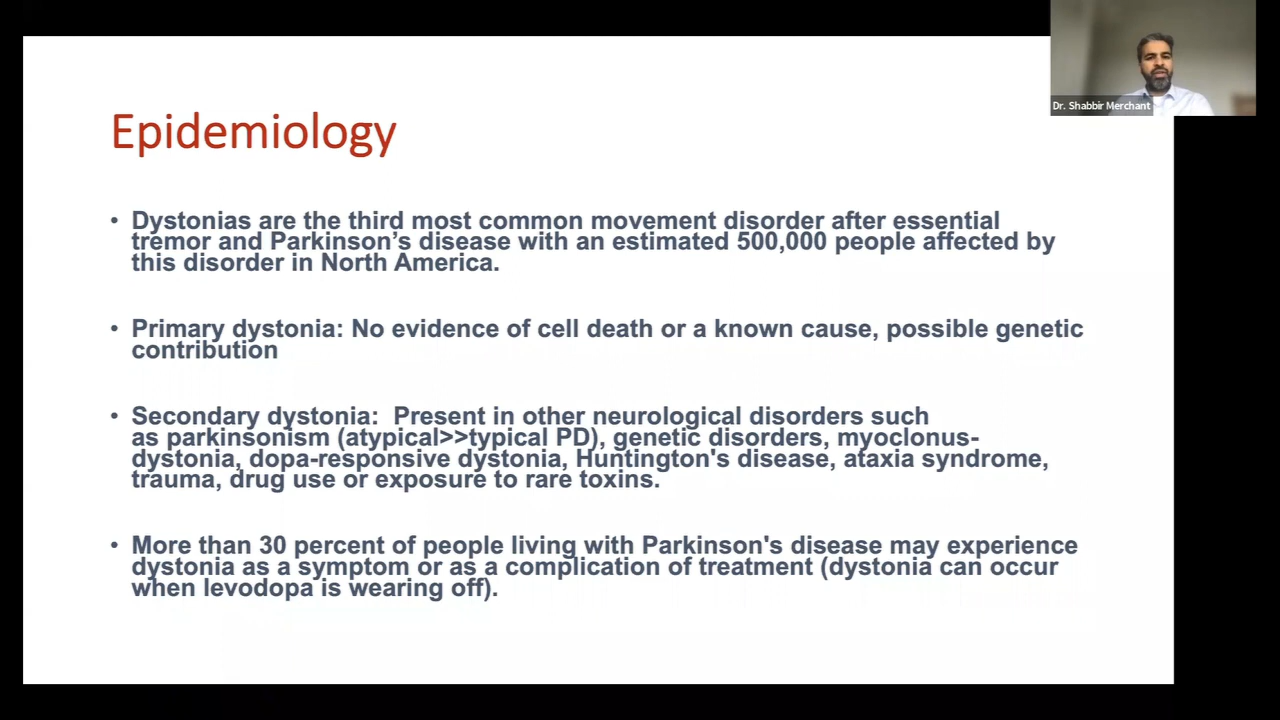 Dr. Shabbir Merchant
Epidemiology
• Dystonias are the third most common movement disorder after essential
tremor and Parkinson’s disease with an estimated 500,000 people affected by
this disorder in North America.
• Primary dystonia: No evidence of cell death or a known cause, possible genetic
contribution
• Secondary dystonia:  Present in other neurological disorders such
as parkinsonism (atypical>>typical PD), genetic disorders, myoclonus-
dystonia, dopa-responsive dystonia, Huntington's disease, ataxia syndrome,
trauma, drug use or exposure to rare toxins.
• More than 30 percent of people living with Parkinson's disease may experience
dystonia as a symptom or as a complication of treatment (dystonia can occur
when levodopa is wearing off).